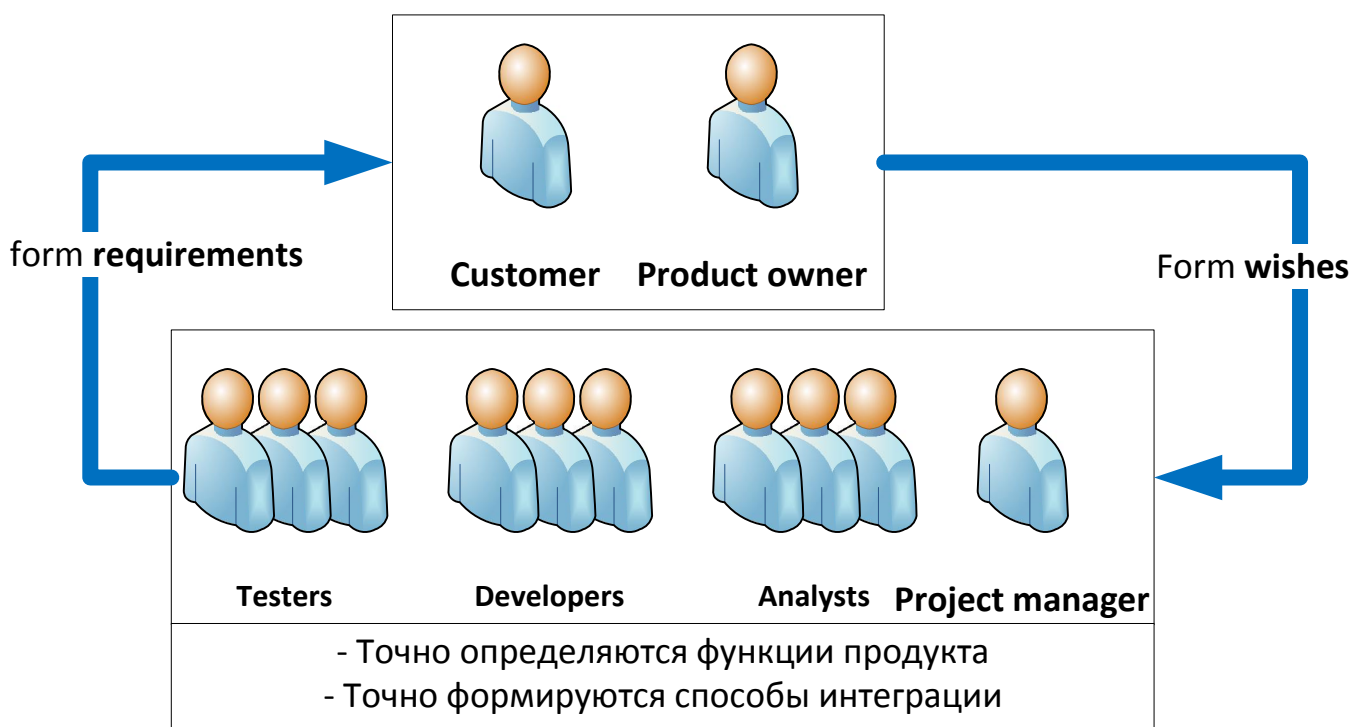 Customer Product owner
form requirements
Form wishes
Testers Developers Analysts Project manager
- Точно определяются функции продукта
- Точно формируются способы интеграции